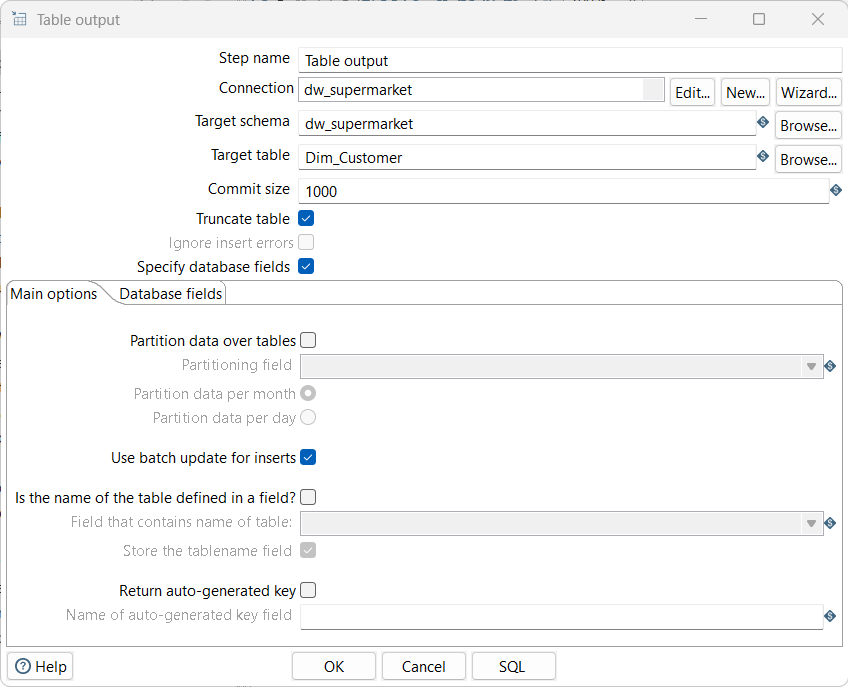 Table output
Step name Table output
Connection dw_supermarket Edit... New... Wizard...
Target schema dw_supermarket Browse...
Target table Dim_Customer Browse...
Commit size 1000
Truncate table
Ignore insert errors
Specify database fields
Main options Database fields
Partition data over tables
Partitioning field
Partition data per month
Partition data per day
Use batch update for inserts
Is the name of the table defined in a field?
Field that contains name of table:
Store the tablename field
Return auto-generated key
Name of auto-generated key field
Help OK Cancel SQL